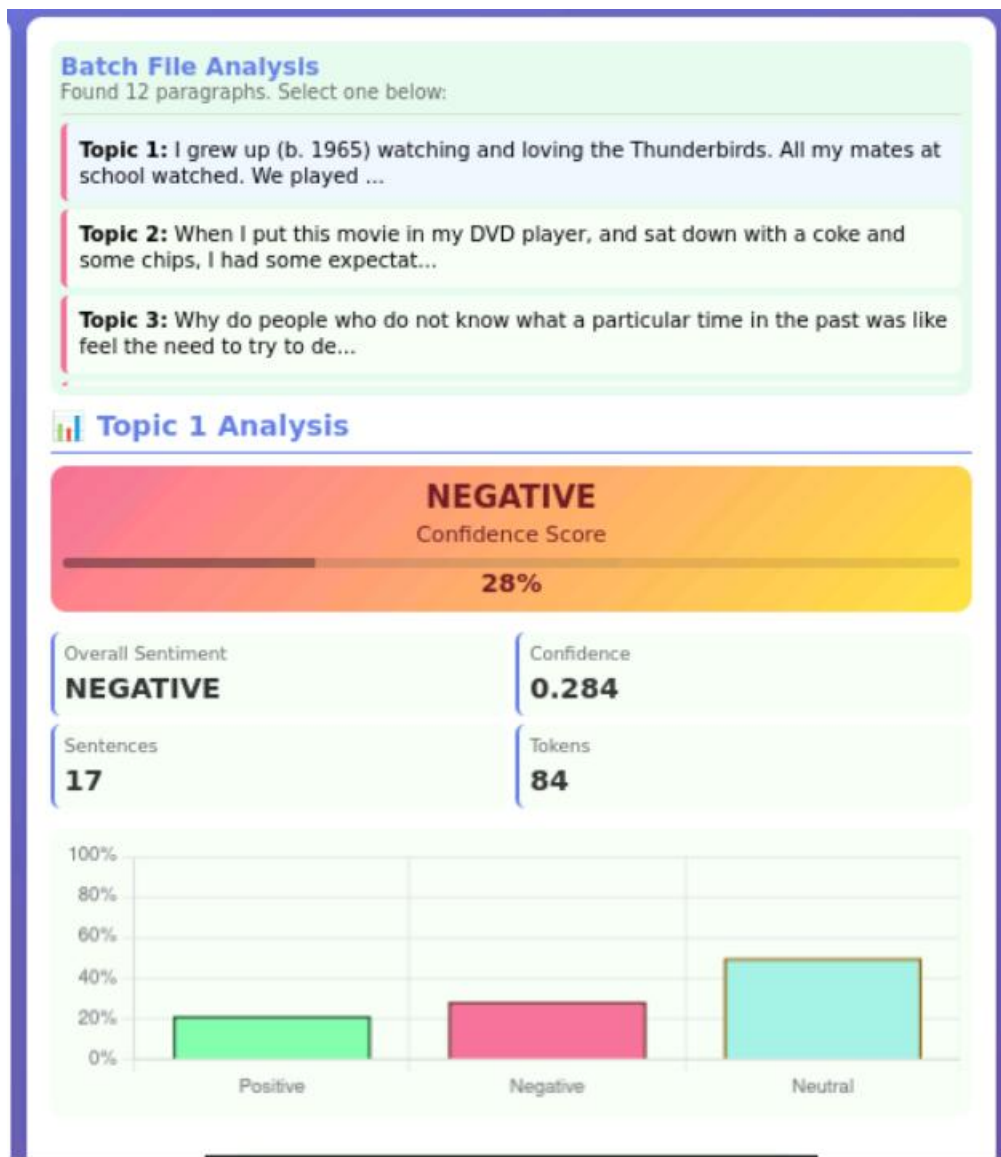 Batch File Analysis
Found 12 paragraphs. Select one below:
Topic 1: I grew up (b. 1965) watching and loving the Thunderbirds. All my mates at
school watched. We played ...
Topic 2: When I put this movie in my DVD player, and sat down with a coke and
some chips, I had some expectat...
Topic 3: Why do people who do not know what a particular time in the past was like
feel the need to try to de...
📊 Topic 1 Analysis
NEGATIVE
Confidence Score
28%
Overall Sentiment
NEGATIVE
Confidence
0.284
Sentences
17
Tokens
84
100%
80%
60%
40%
20%
0%
Positive
Negative
Neutral